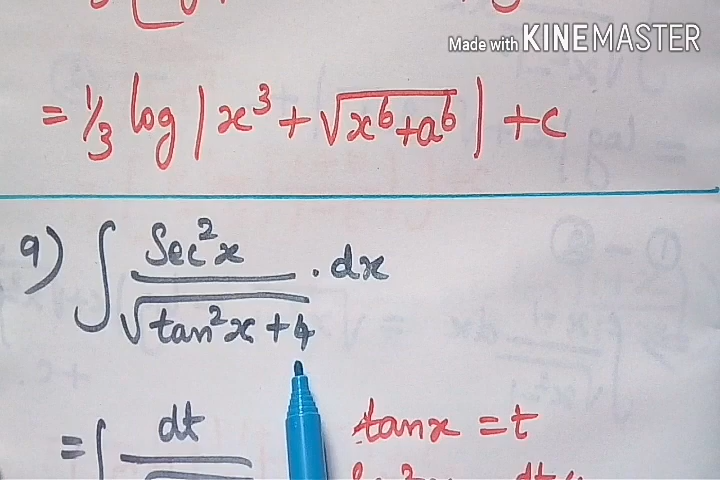 Made with KINEMASTER
= 1/3 log |x³ + √(x⁶+a⁶)| + c
9) ∫ Sec²x / √(tan²x + 4) . dx
= ∫ dt / √ tanx = t